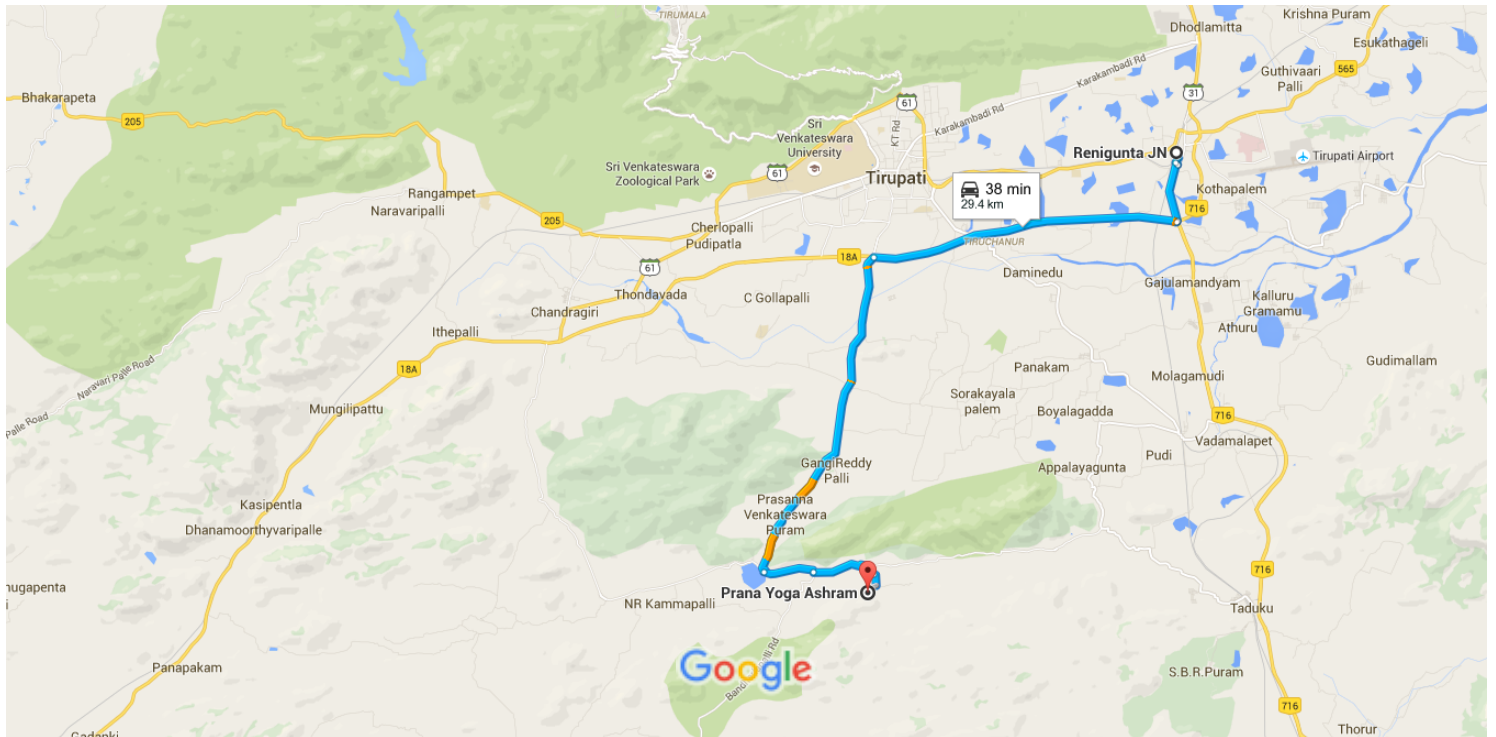 TIRUMALA
Krishna Puram
Dhodlamitta
Esukathageli
Karakambadi Rd
Guthivaari
Palli
565
Bhakarapeta
205
61
31
KT Rd
Karakambadi Rd
Sri
Venkateswara
University
Sri Venkateswara
Zoological Park
61
Tirupati
Renigunta JN
Tirupati Airport
38 min
29.4 km
Kothapalem
716
Rangampet
Naravaripalli
205
Cherlopalli
Pudipatla
TIRUCHANUR
18A
61
Daminedu
Gajulamandyam
Thondavada
C Gollapalli
Kalluru
Gramamu
Chandragiri
Athuru
Ithepalli
Naravari Palle Road
18A
Gudimallam
Panakam
Molagamudi
Sorakayala
palem
Mungilipattu
Palle Road
Boyalagadda
716
Vadamalapet
Pudi
GangiReddy
Palli
Appalayagunta
Kasipentla
Prasanna
Venkateswara
Puram
Dhanamoorthyvaripalle
716
nugapenta
Prana Yoga Ashram
NR Kammapalli
Taduku
Google
Panapakam
S.B.R.Puram
716
Thorur
Gadanki